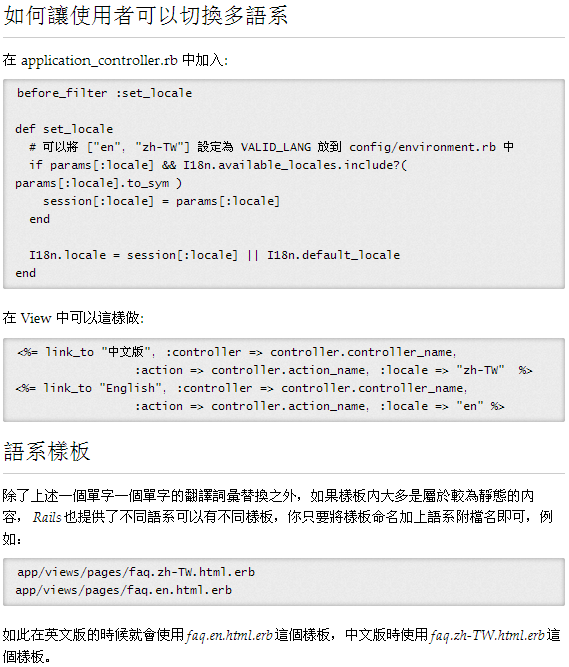 如何讓使用者可以切換多語系
在 application_controller.rb 中加入:
before_filter :set_locale
def set_locale
# 可以將 ["en", "zh-TW"] 設定為 VALID_LANG 放到 config/environment.rb 中
if params[:locale] && I18n.available_locales.include?(
params[:locale].to_sym )
session[:locale] = params[:locale]
end
I18n.locale = session[:locale] || I18n.default_locale
end
在 View 中可以這樣做:
<%= link_to "中文版", :controller => controller.controller_name,
:action => controller.action_name, :locale => "zh-TW"  %>
<%= link_to "English", :controller => controller.controller_name,
:action => controller.action_name, :locale => "en" %>
語系樣板
除了上述一個單字一個單字的翻譯詞彙替換之外，如果樣板內大多是屬於較為靜態的內
容， Rails 也提供了不同語系可以有不同樣板，你只要將樣板命名加上語系附檔名即可，例
如：
app/views/pages/faq.zh-TW.html.erb
app/views/pages/faq.en.html.erb
如此在英文版的時候就會使用 faq.en.html.erb 這個樣板，中文版時使用 faq.zh-TW.html.erb 這
個樣板。